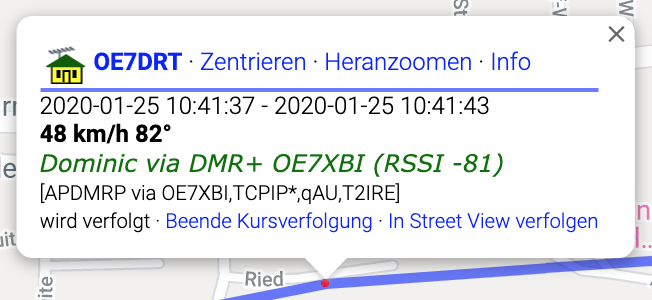 OE7DRT · Zentrieren · Heranzoomen · Info
2020-01-25 10:41:37 - 2020-01-25 10:41:43
48 km/h 82°
Dominic via DMR+ OE7XBI (RSSI -81)
[APDMRP via OE7XBI,TCPIP*,qAU,T2IRE]
wird verfolgt · Beende Kursverfolgung · In Street View verfolgen
Ried